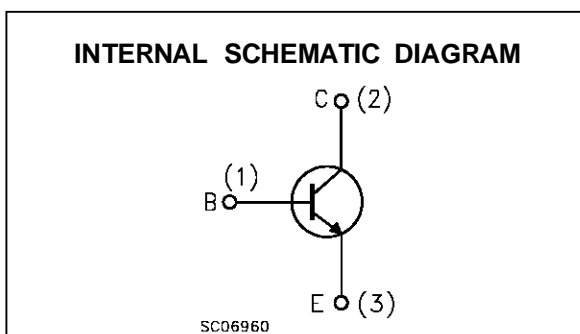 INTERNAL SCHEMATIC DIAGRAM
C (2)
(1)
B
E (3)
SC06960